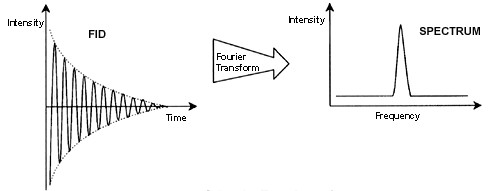 Intensity
FID
Time
Fourier
Transform
Intensity
SPECTRUM
Frequency